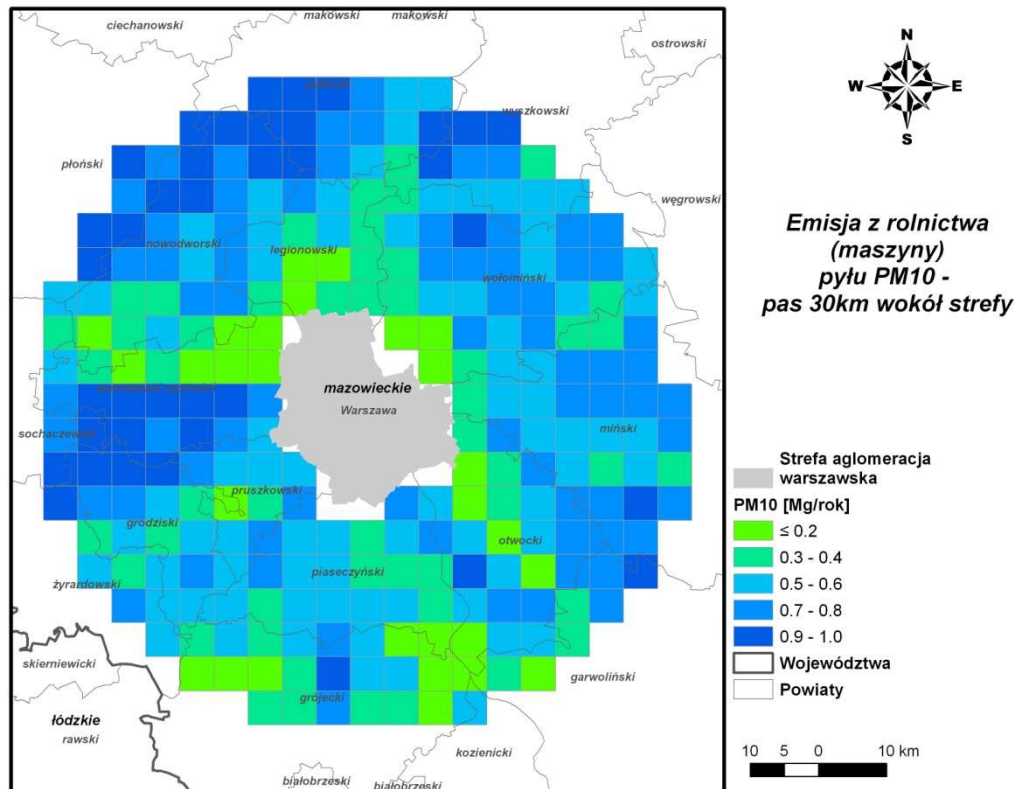 ciechanowski
makowski
makowski
ostrowski
wyszkowski
płoński
węgrowski
nowodworski
legionowski
wołomiński
mazowieckie
Warszawa
sochaczewski
miński
pruszkowski
grodziski
otwocki
żyrardowski
piaseczyński
skierniewicki
garwoliński
grójecki
łódzkie
rawski
kozienicki
białobrzeski
białobrzeski
N
W E
S
Emisja z rolnictwa
(maszyny)
pyłu PM10 -
pas 30km wokół strefy
Strefa aglomeracja
warszawska
PM10 [Mg/rok]
≤ 0.2
0.3 - 0.4
0.5 - 0.6
0.7 - 0.8
0.9 - 1.0
Województwa
Powiaty
10 5 0 10 km